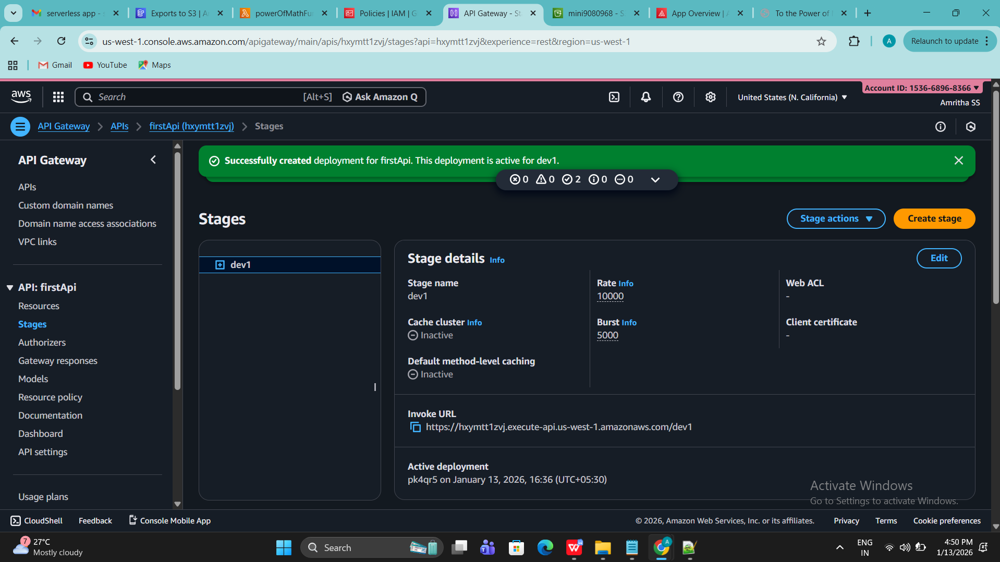 serverless app - s
Exports to S3 | A
powerOfMathFu
Policies | IAM | G
API Gateway - St
mini9080968 - S
App Overview | A
To the Power of
us-west-1.console.aws.amazon.com/apigateway/main/apis/hxymtt1zvj/stages?api=hxymtt1zvj&experience=rest&region=us-west-1
A
Relaunch to update
Gmail
YouTube
Maps
aws
Search
[Alt+S]
Ask Amazon Q
United States (N. California)
Account ID: 1536-6896-8366
Amritha SS
API Gateway
APIs
firstApi (hxymtt1zvj)
Stages
API Gateway
APIs
Custom domain names
Domain name access associations
VPC links
API: firstApi
Resources
Stages
Authorizers
Gateway responses
Models
Resource policy
Documentation
Dashboard
API settings
Usage plans
Successfully created deployment for firstApi. This deployment is active for dev1.
0 0 2 0 0
Stages
Stage actions
Create stage
dev1
Stage details Info
Edit
Stage name
dev1
Rate Info
10000
Web ACL
-
Cache cluster Info
Inactive
Burst Info
5000
Client certificate
-
Default method-level caching
Inactive
Invoke URL
https://hxymtt1zvj.execute-api.us-west-1.amazonaws.com/dev1
Active deployment
pk4qr5 on January 13, 2026, 16:36 (UTC+05:30)
Activate Windows
Go to Settings to activate Windows.
CloudShell
Feedback
Console Mobile App
© 2026, Amazon Web Services, Inc. or its affiliates.
Privacy
Terms
Cookie preferences
7
27°C
Mostly cloudy
Search
A
ENG
IN
4:50 PM
1/13/2026